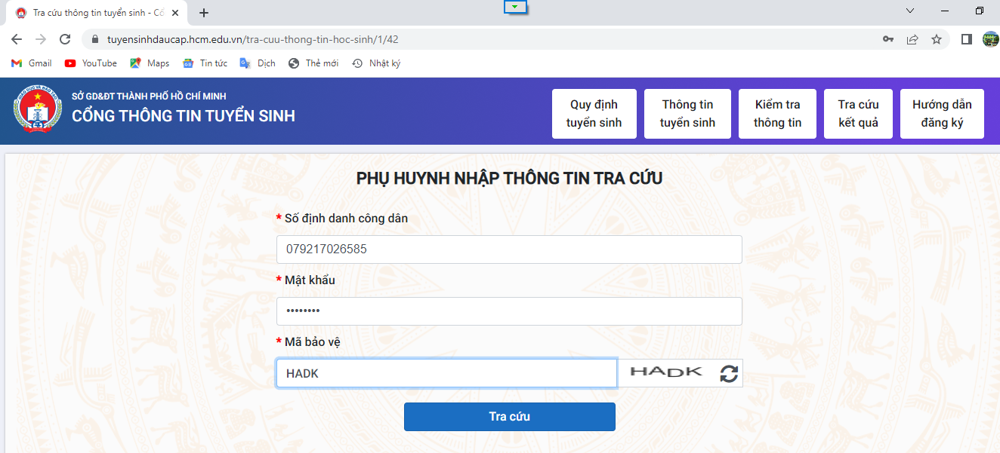 Tra cứu thông tin tuyển sinh - Cổ
tuyensinhdaucap.hcm.edu.vn/tra-cuu-thong-tin-hoc-sinh/1/42
Gmail YouTube Maps Tin tức Dịch Thẻ mới Nhật ký
SỞ GD&ĐT THÀNH PHỐ HỒ CHÍ MINH
CỔNG THÔNG TIN TUYỂN SINH
Quy định
tuyển sinh
Thông tin
tuyển sinh
Kiểm tra
thông tin
Tra cứu
kết quả
Hướng dẫn
đăng ký
PHỤ HUYNH NHẬP THÔNG TIN TRA CỨU
* Số định danh công dân
079217026585
* Mật khẩu
••••••••
* Mã bảo vệ
HADK HADK
Tra cứu